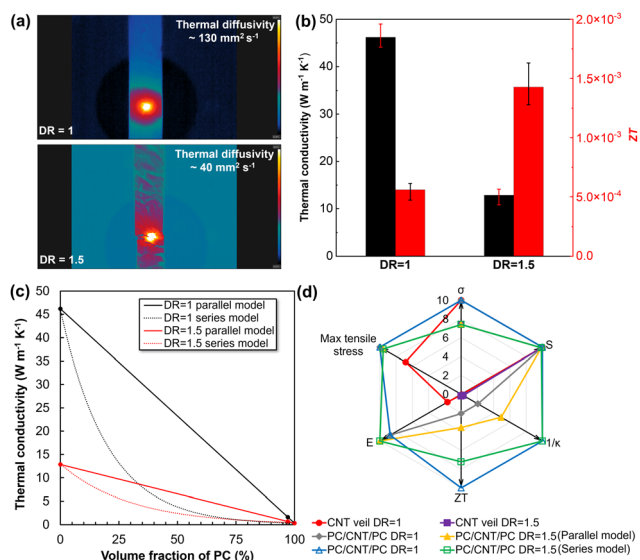 (a)
Thermal diffusivity
~ 130 mm² s⁻¹
DR = 1
Thermal diffusivity
~ 40 mm² s⁻¹
DR = 1.5
(b)
Thermal conductivity (W m⁻¹ K⁻¹)
50
40
30
20
10
0
DR=1
DR=1.5
2.0×10⁻³
1.5×10⁻³
1.0×10⁻³
5.0×10⁻⁴
0.0
ZT
(c)
Thermal conductivity (W m⁻¹ K⁻¹)
50
45
40
35
30
25
20
15
10
5
0
DR=1 parallel model
DR=1 series model
DR=1.5 parallel model
DR=1.5 series model
0
25
50
75
100
Volume fraction of PC (%)
(d)
σ
10
8
6
4
2
0
Max tensile
stress
S
E
1/κ
ZT
CNT veil DR=1
CNT veil DR=1.5
PC/CNT/PC DR=1
PC/CNT/PC DR=1.5(Parallel model)
PC/CNT/PC DR=1
PC/CNT/PC DR=1.5(Series model)